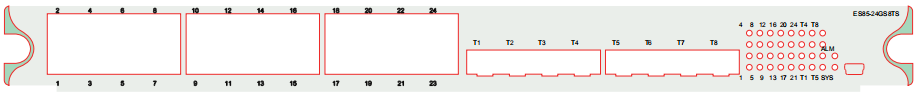 2 4 6 8 10 12 14 16 18 20 22 24
ES85-24GS8TS
4 8 12 16 20 24 T4 T8
T1 T2 T3 T4 T5 T6 T7 T8
ALM
1 3 5 7 9 11 13 15 17 19 21 23
1 5 9 13 17 21 T1 T5 SYS